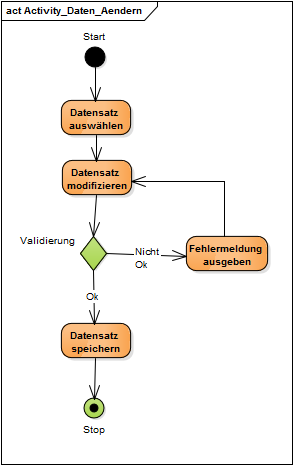 act Activity_Daten_Aendern
Start
Datensatz
auswählen
Datensatz
modifizieren
Validierung
Nicht
Ok
Fehlermeldung
ausgeben
Ok
Datensatz
speichern
Stop